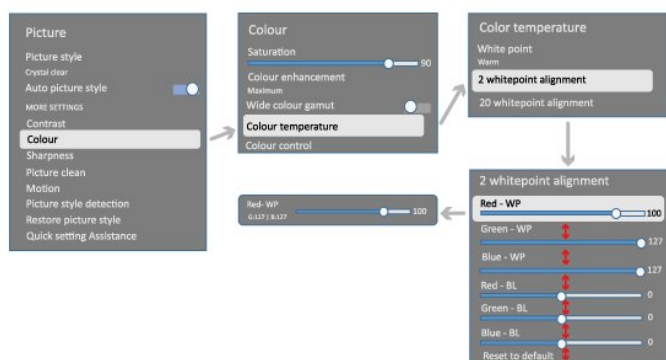 Picture
Picture style
Crystal clear
Auto picture style
MORE SETTINGS
Contrast
Colour
Sharpness
Picture clean
Motion
Picture style detection
Restore picture style
Quick setting Assistance
Colour
Saturation
90
Colour enhancement
Maximum
Wide colour gamut
Colour temperature
Colour control
Color temperature
White point
Warm
2 whitepoint alignment
20 whitepoint alignment
2 whitepoint alignment
Red - WP
100
Green - WP
127
Blue - WP
127
Red - BL
0
Green - BL
0
Blue - BL
0
Reset to default
Red- WP
100
G:127 | B:127